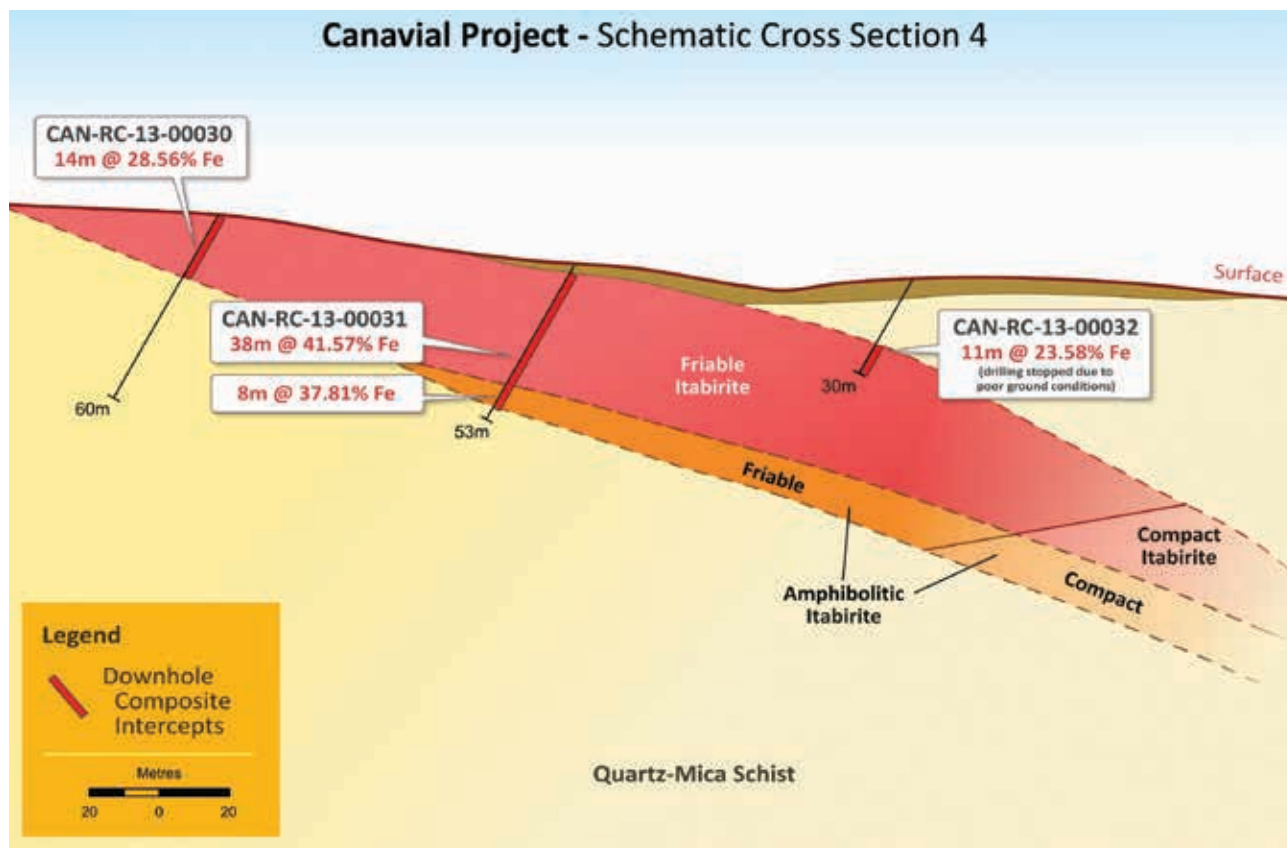 Canavial Project - Schematic Cross Section 4
CAN-RC-13-00030
14m @ 28.56% Fe
Surface
CAN-RC-13-00031
38m @ 41.57% Fe
8m @ 37.81% Fe
CAN-RC-13-00032
11m @ 23.58% Fe
(drilling stopped due to
poor ground conditions)
Friable
Itabirite
30m
60m
53m
Friable
Compact
Itabirite
Amphibolitic
Itabirite
Compact
Legend
Downhole
Composite
Intercepts
Metres
20 0 20
Quartz-Mica Schist